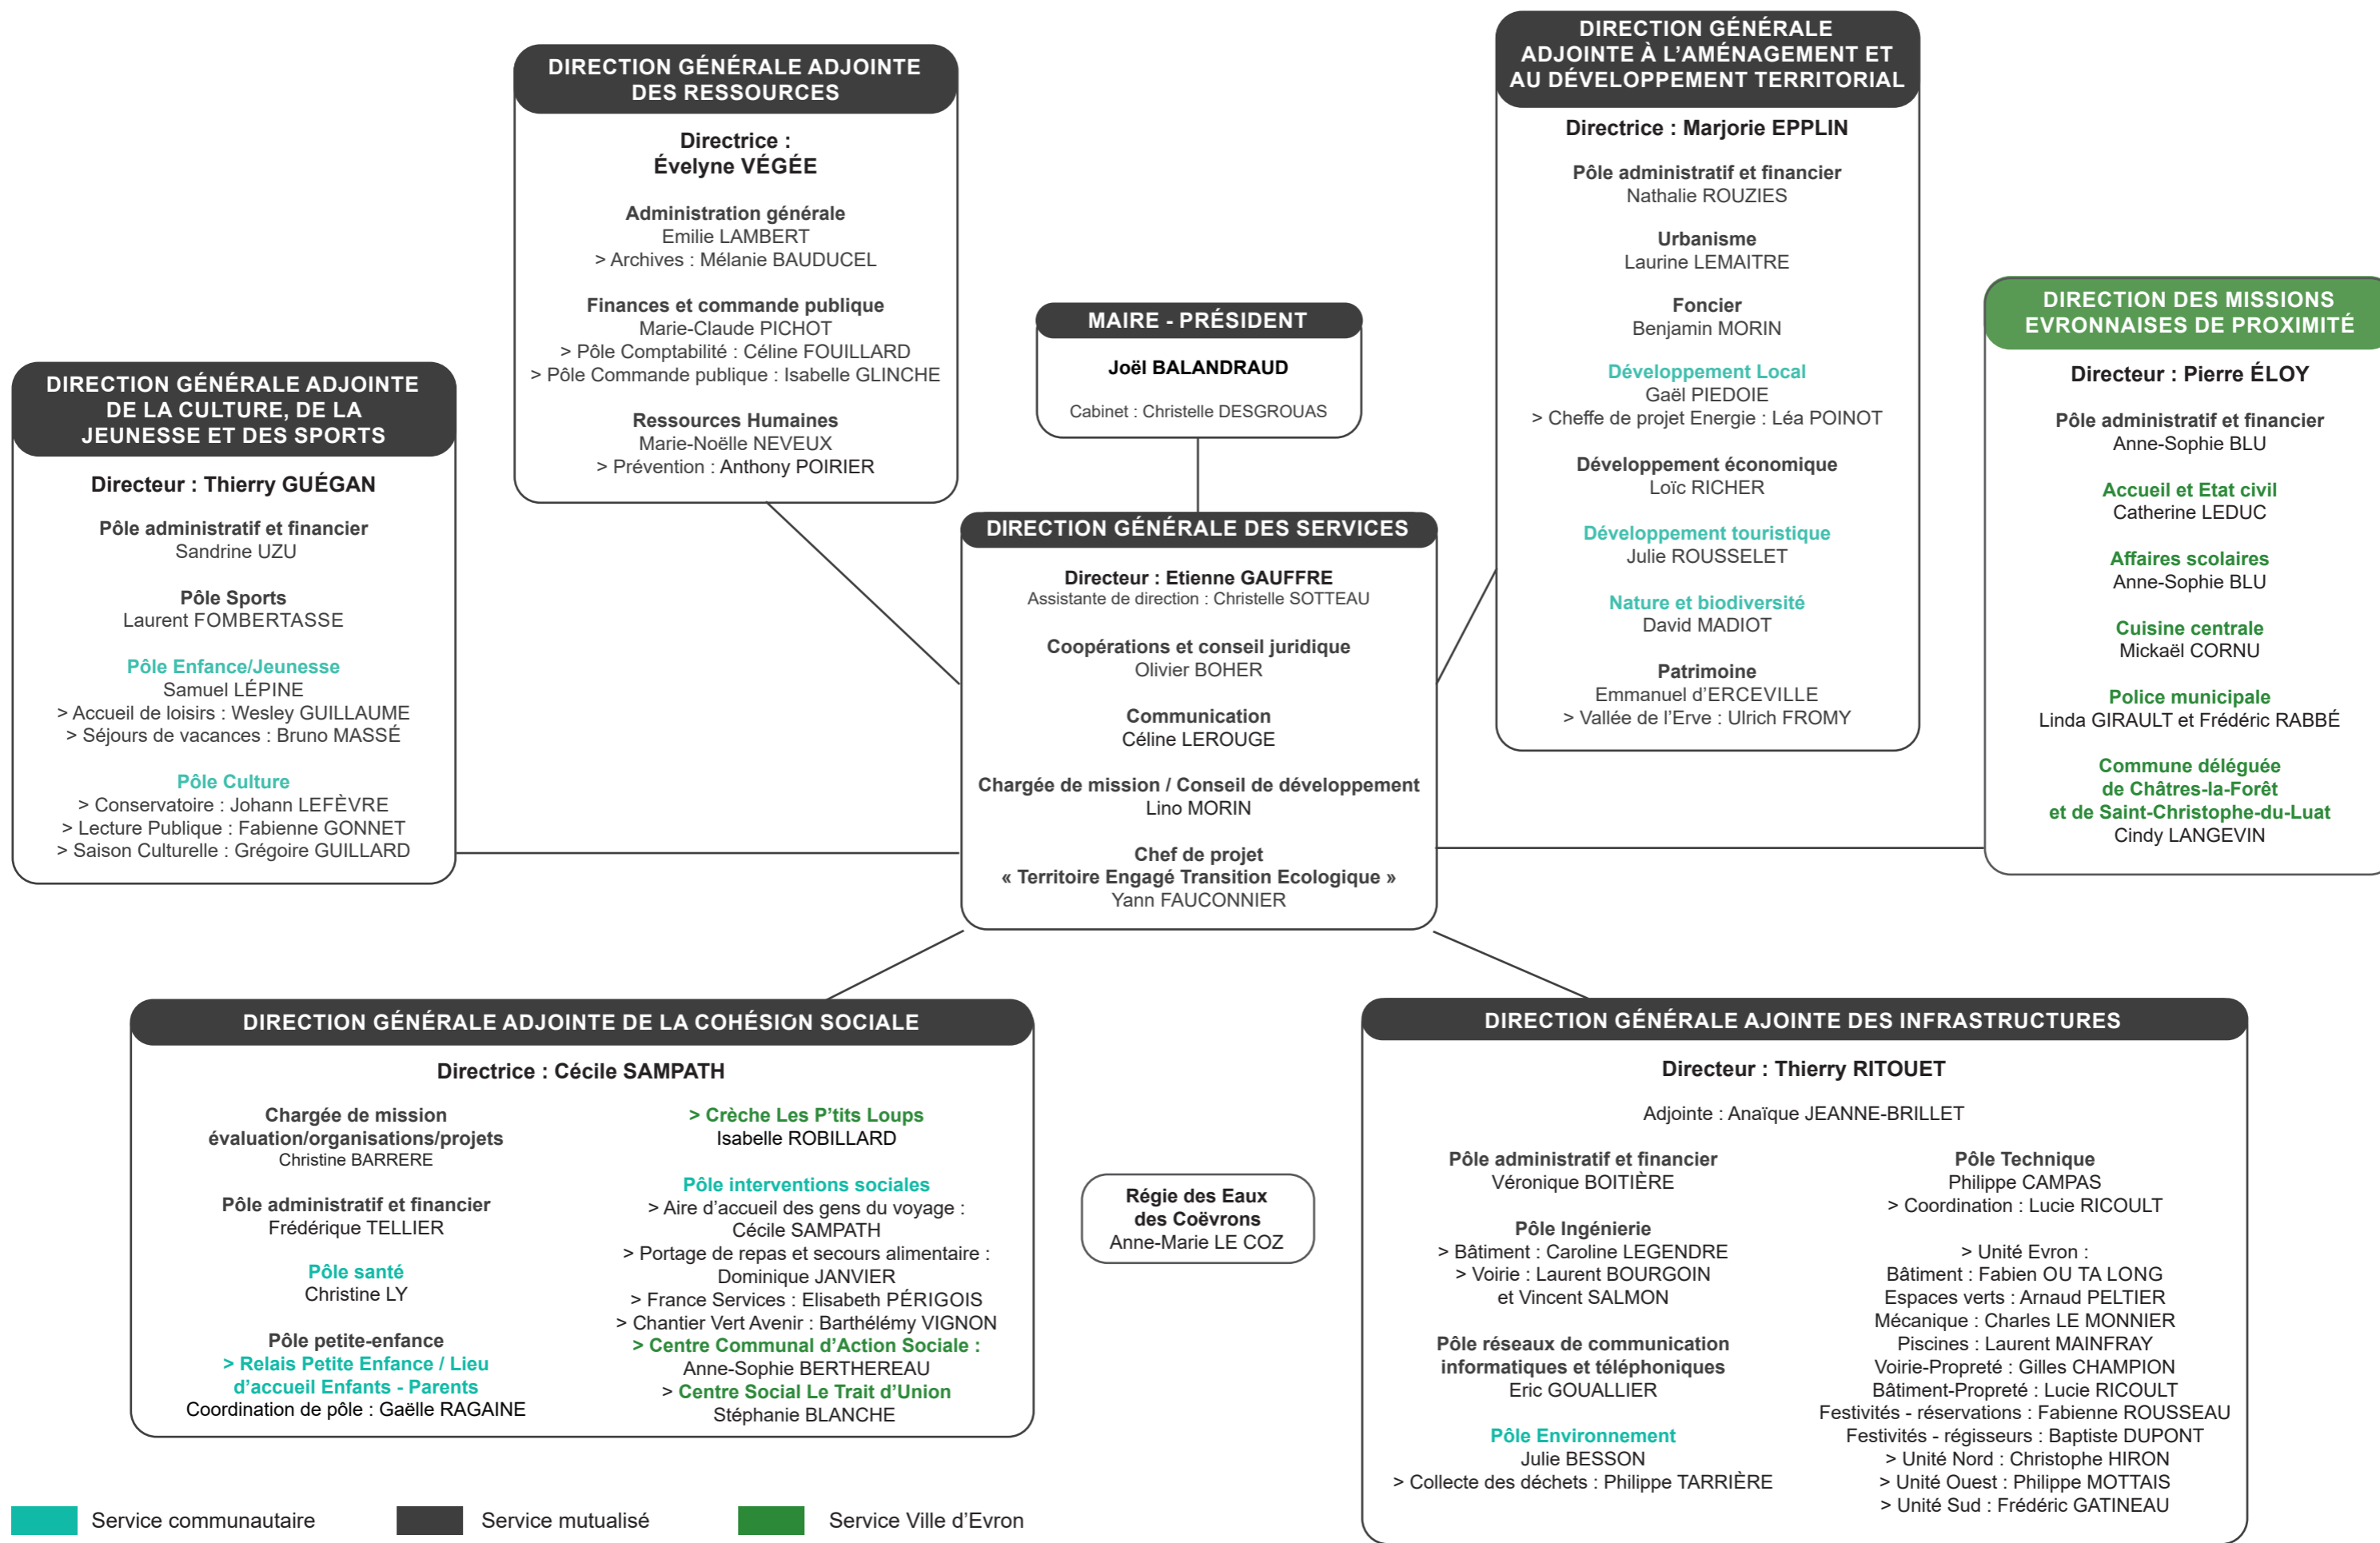 DIRECTION GÉNÉRALE ADJOINTE
DES RESSOURCES
Directrice :
Évelyne VÉGÉE
Administration générale
Emilie LAMBERT
> Archives : Mélanie BAUDUCEL
Finances et commande publique
Marie-Claude PICHOT
> Pôle Comptabilité : Céline FOUILLARD
> Pôle Commande publique : Isabelle GLINCHE
Ressources Humaines
Marie-Noëlle NEVEUX
> Prévention : Anthony POIRIER
DIRECTION GÉNÉRALE
ADJOINTE À L'AMÉNAGEMENT ET
AU DÉVELOPPEMENT TERRITORIAL
Directrice : Marjorie EPPLIN
Pôle administratif et financier
Nathalie ROUZIES
Urbanisme
Laurine LEMAITRE
Foncier
Benjamin MORIN
Développement Local
Gaël PIEDOIE
> Cheffe de projet Energie : Léa POINOT
Développement économique
Loïc RICHER
Développement touristique
Julie ROUSSELET
Nature et biodiversité
David MADIOT
Patrimoine
Emmanuel d'ERCEVILLE
> Vallée de l'Erve : Ulrich FROMY
MAIRE - PRÉSIDENT
Joël BALANDRAUD
Cabinet : Christelle DESGROUAS
DIRECTION DES MISSIONS
EVRONNAISES DE PROXIMITÉ
Directeur : Pierre ÉLOY
Pôle administratif et financier
Anne-Sophie BLU
Accueil et Etat civil
Catherine LEDUC
Affaires scolaires
Anne-Sophie BLU
Cuisine centrale
Mickaël CORNU
Police municipale
Linda GIRAULT et Frédéric RABBÉ
Commune déléguée
de Châtres-la-Forêt
et de Saint-Christophe-du-Luat
Cindy LANGEVIN
DIRECTION GÉNÉRALE ADJOINTE
DE LA CULTURE, DE LA
JEUNESSE ET DES SPORTS
Directeur : Thierry GUÉGAN
Pôle administratif et financier
Sandrine UZU
Pôle Sports
Laurent FOMBERTASSE
Pôle Enfance/Jeunesse
Samuel LÉPINE
> Accueil de loisirs : Wesley GUILLAUME
> Séjours de vacances : Bruno MASSÉ
Pôle Culture
> Conservatoire : Johann LEFÈVRE
> Lecture Publique : Fabienne GONNET
> Saison Culturelle : Grégoire GUILLARD
DIRECTION GÉNÉRALE DES SERVICES
Directeur : Etienne GAUFFRE
Assistante de direction : Christelle SOTTEAU
Coopérations et conseil juridique
Olivier BOHER
Communication
Céline LEROUGE
Chargée de mission / Conseil de développement
Lino MORIN
Chef de projet
« Territoire Engagé Transition Ecologique »
Yann FAUCONNIER
DIRECTION GÉNÉRALE ADJOINTE DE LA COHÉSION SOCIALE
Directrice : Cécile SAMPATH
Chargée de mission
évaluation/organisations/projets
Christine BARRERE
Pôle administratif et financier
Frédérique TELLIER
Pôle santé
Christine LY
Pôle petite-enfance
> Relais Petite Enfance / Lieu
d'accueil Enfants - Parents
Coordination de pôle : Gaëlle RAGAINE
> Crèche Les P'tits Loups
Isabelle ROBILLARD
Pôle interventions sociales
> Aire d'accueil des gens du voyage :
Cécile SAMPATH
> Portage de repas et secours alimentaire :
Dominique JANVIER
> France Services : Elisabeth PÉRIGOIS
> Chantier Vert Avenir : Barthélémy VIGNON
> Centre Communal d'Action Sociale :
Anne-Sophie BERTHEREAU
> Centre Social Le Trait d'Union
Stéphanie BLANCHE
Régie des Eaux
des Coëvrons
Anne-Marie LE COZ
DIRECTION GÉNÉRALE AJOINTE DES INFRASTRUCTURES
Directeur : Thierry RITOUET
Adjointe : Anaïque JEANNE-BRILLET
Pôle administratif et financier
Véronique BOITIÈRE
Pôle Ingénierie
> Bâtiment : Caroline LEGENDRE
> Voirie : Laurent BOURGOIN
et Vincent SALMON
Pôle réseaux de communication
informatiques et téléphoniques
Eric GOUALLIER
Pôle Environnement
Julie BESSON
> Collecte des déchets : Philippe TARRIÈRE
Pôle Technique
Philippe CAMPAS
> Coordination : Lucie RICOULT
> Unité Evron :
Bâtiment : Fabien OU TA LONG
Espaces verts : Arnaud PELTIER
Mécanique : Charles LE MONNIER
Piscines : Laurent MAINFRAY
Voirie-Propreté : Gilles CHAMPION
Bâtiment-Propreté : Lucie RICOULT
Festivités - réservations : Fabienne ROUSSEAU
Festivités - régisseurs : Baptiste DUPONT
> Unité Nord : Christophe HIRON
> Unité Ouest : Philippe MOTTAIS
> Unité Sud : Frédéric GATINEAU
Service communautaire
Service mutualisé
Service Ville d'Evron